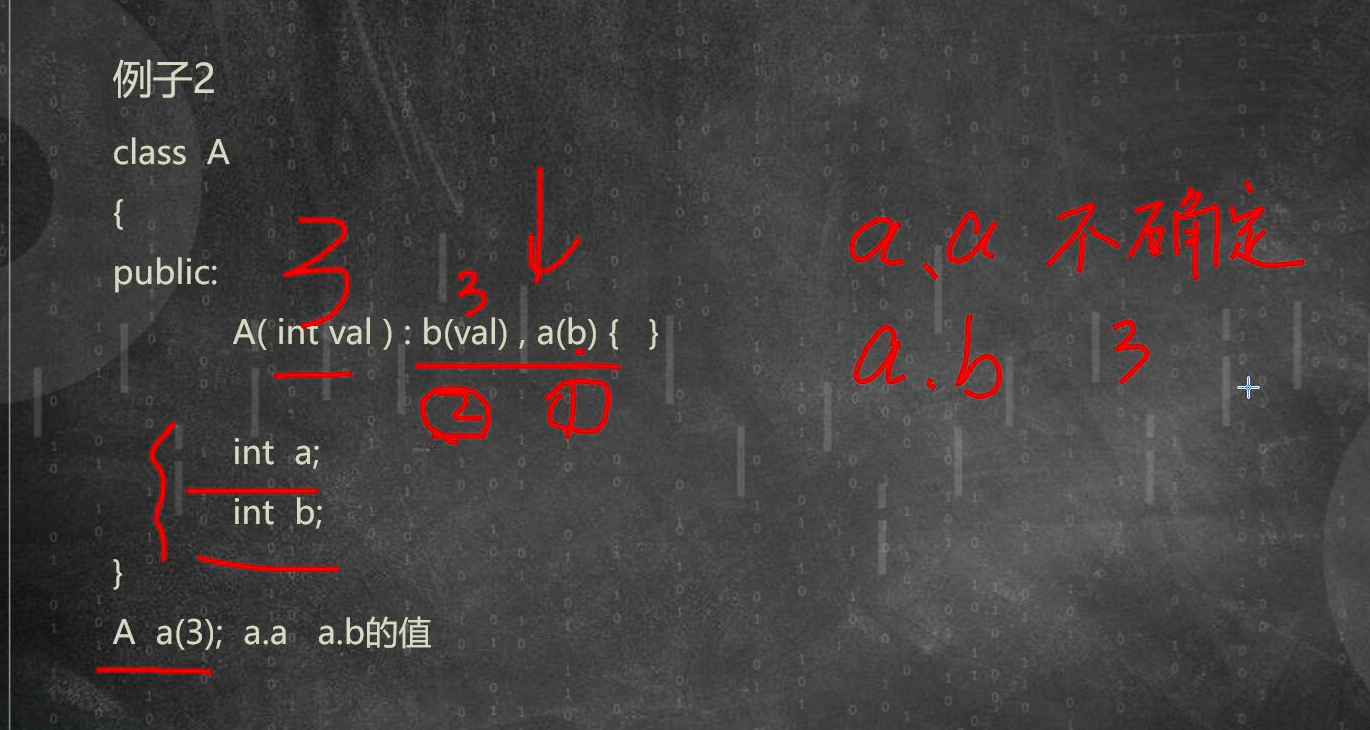 例子2
class A
{
public:
3
3
A( int val ) : b(val) , a(b) { }
② ①
int a;
int b;
}
A a(3); a.a a.b的值
a、a 不确定
a.b 3